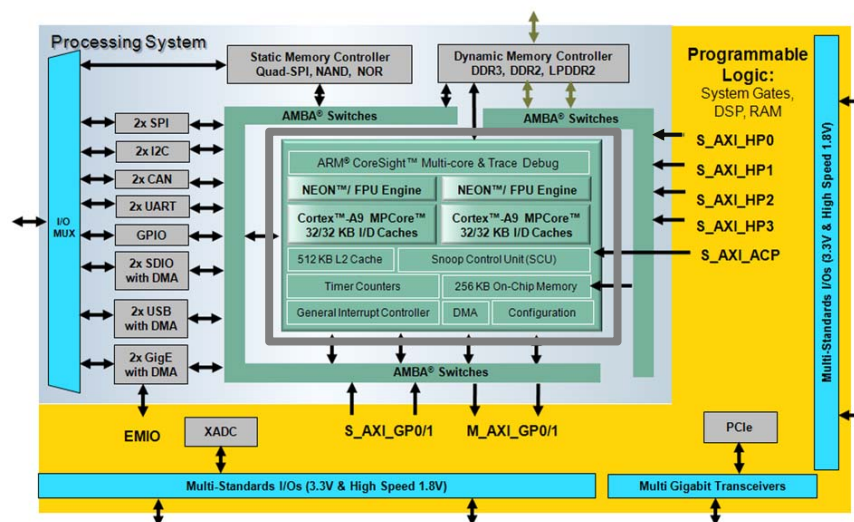 Processing System
Static Memory Controller
Quad-SPI, NAND, NOR
Dynamic Memory Controller
DDR3, DDR2, LPDDR2
Programmable
Logic:
System Gates,
DSP, RAM
AMBA® Switches
AMBA® Switches
I/O
MUX
2x SPI
2x I2C
2x CAN
2x UART
GPIO
2x SDIO
with DMA
2x USB
with DMA
2x GigE
with DMA
ARM® CoreSight™ Multi-core & Trace Debug
NEON™/ FPU Engine
NEON™/ FPU Engine
Cortex™-A9 MPCore™
32/32 KB I/D Caches
Cortex™-A9 MPCore™
32/32 KB I/D Caches
512 KB L2 Cache
Snoop Control Unit (SCU)
Timer Counters
256 KB On-Chip Memory
General Interrupt Controller
DMA
Configuration
AMBA® Switches
S_AXI_HP0
S_AXI_HP1
S_AXI_HP2
S_AXI_HP3
S_AXI_ACP
Multi-Standards I/Os (3.3V & High Speed 1.8V)
EMIO
XADC
S_AXI_GP0/1
M_AXI_GP0/1
PCIe
Multi-Standards I/Os (3.3V & High Speed 1.8V)
Multi Gigabit Transceivers